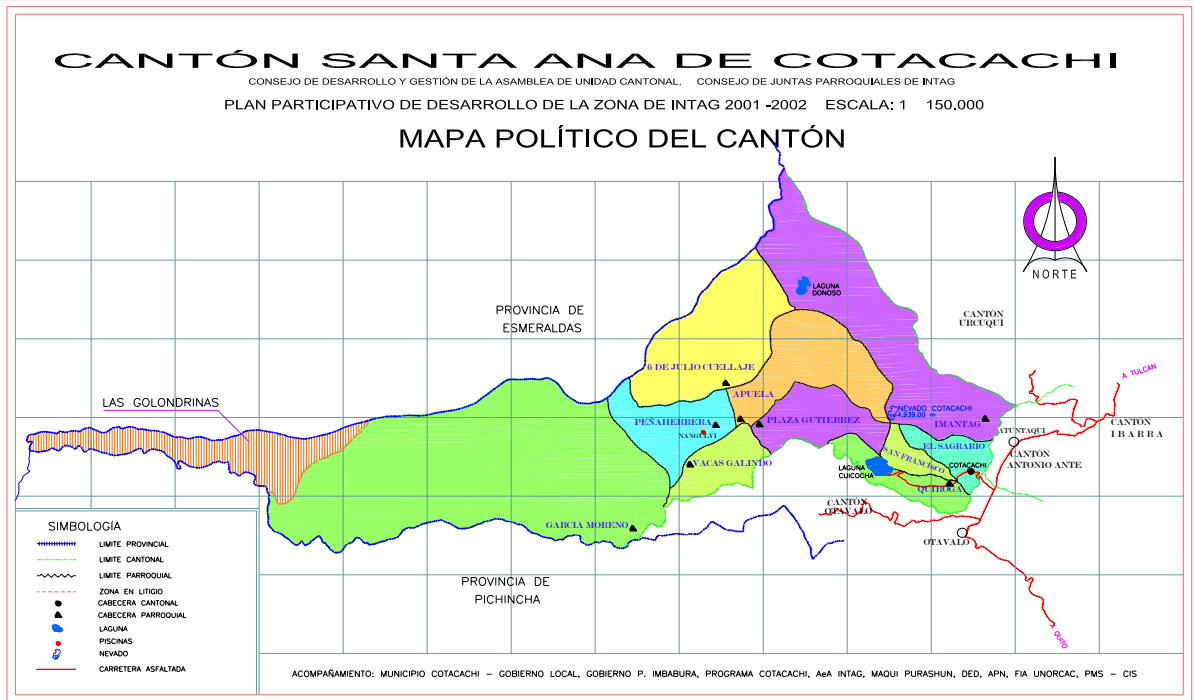 CANTÓN SANTA ANA DE COTACACHI
CONSEJO DE DESARROLLO Y GESTIÓN DE LA ASAMBLEA DE UNIDAD CANTONAL, CONSEJO DE JUNTAS PARROQUIALES DE INTAG
PLAN PARTICIPATIVO DE DESARROLLO DE LA ZONA DE INTAG 2001 -2002 ESCALA: 1 150.000
MAPA POLÍTICO DEL CANTÓN
NORTE
LAGUNA
DONOSO
PROVINCIA DE
ESMERALDAS
CANTÓN
URCUQUÍ
6 DE JULIO CUELLAJE
A TULCAN
LAS GOLONDRINAS
APUELA
NEVADO COTACACHI
4,939.00 m
PEÑAHERRERA
PLAZA GUTIERREZ
IMANTAG
CANTÓN
IBARRA
NANGULVI
ATUNTAQUI
EL SAGRARIO
CANTÓN
ANTONIO ANTE
VACAS GALINDO
SAN FRANCISCO
LAGUNA
CUICOCHA
COTACACHI
QUIROGA
CANTÓN
OTAVALO
GARCIA MORENO
OTAVALO
PROVINCIA DE
PICHINCHA
A QUITO
SIMBOLOGÍA
LIMITE PROVINCIAL
LIMITE CANTONAL
LIMITE PARROQUIAL
ZONA EN LITIGIO
CABECERA CANTONAL
CABECERA PARROQUIAL
LAGUNA
PISCINAS
NEVADO
CARRETERA ASFALTADA
ACOMPAÑAMIENTO: MUNICIPIO COTACACHI – GOBIERNO LOCAL, GOBIERNO P. IMBABURA, PROGRAMA COTACACHI, AeA INTAG, MAQUI PURASHUN, DED, APN, FIA UNORCAC, PMS – CIS